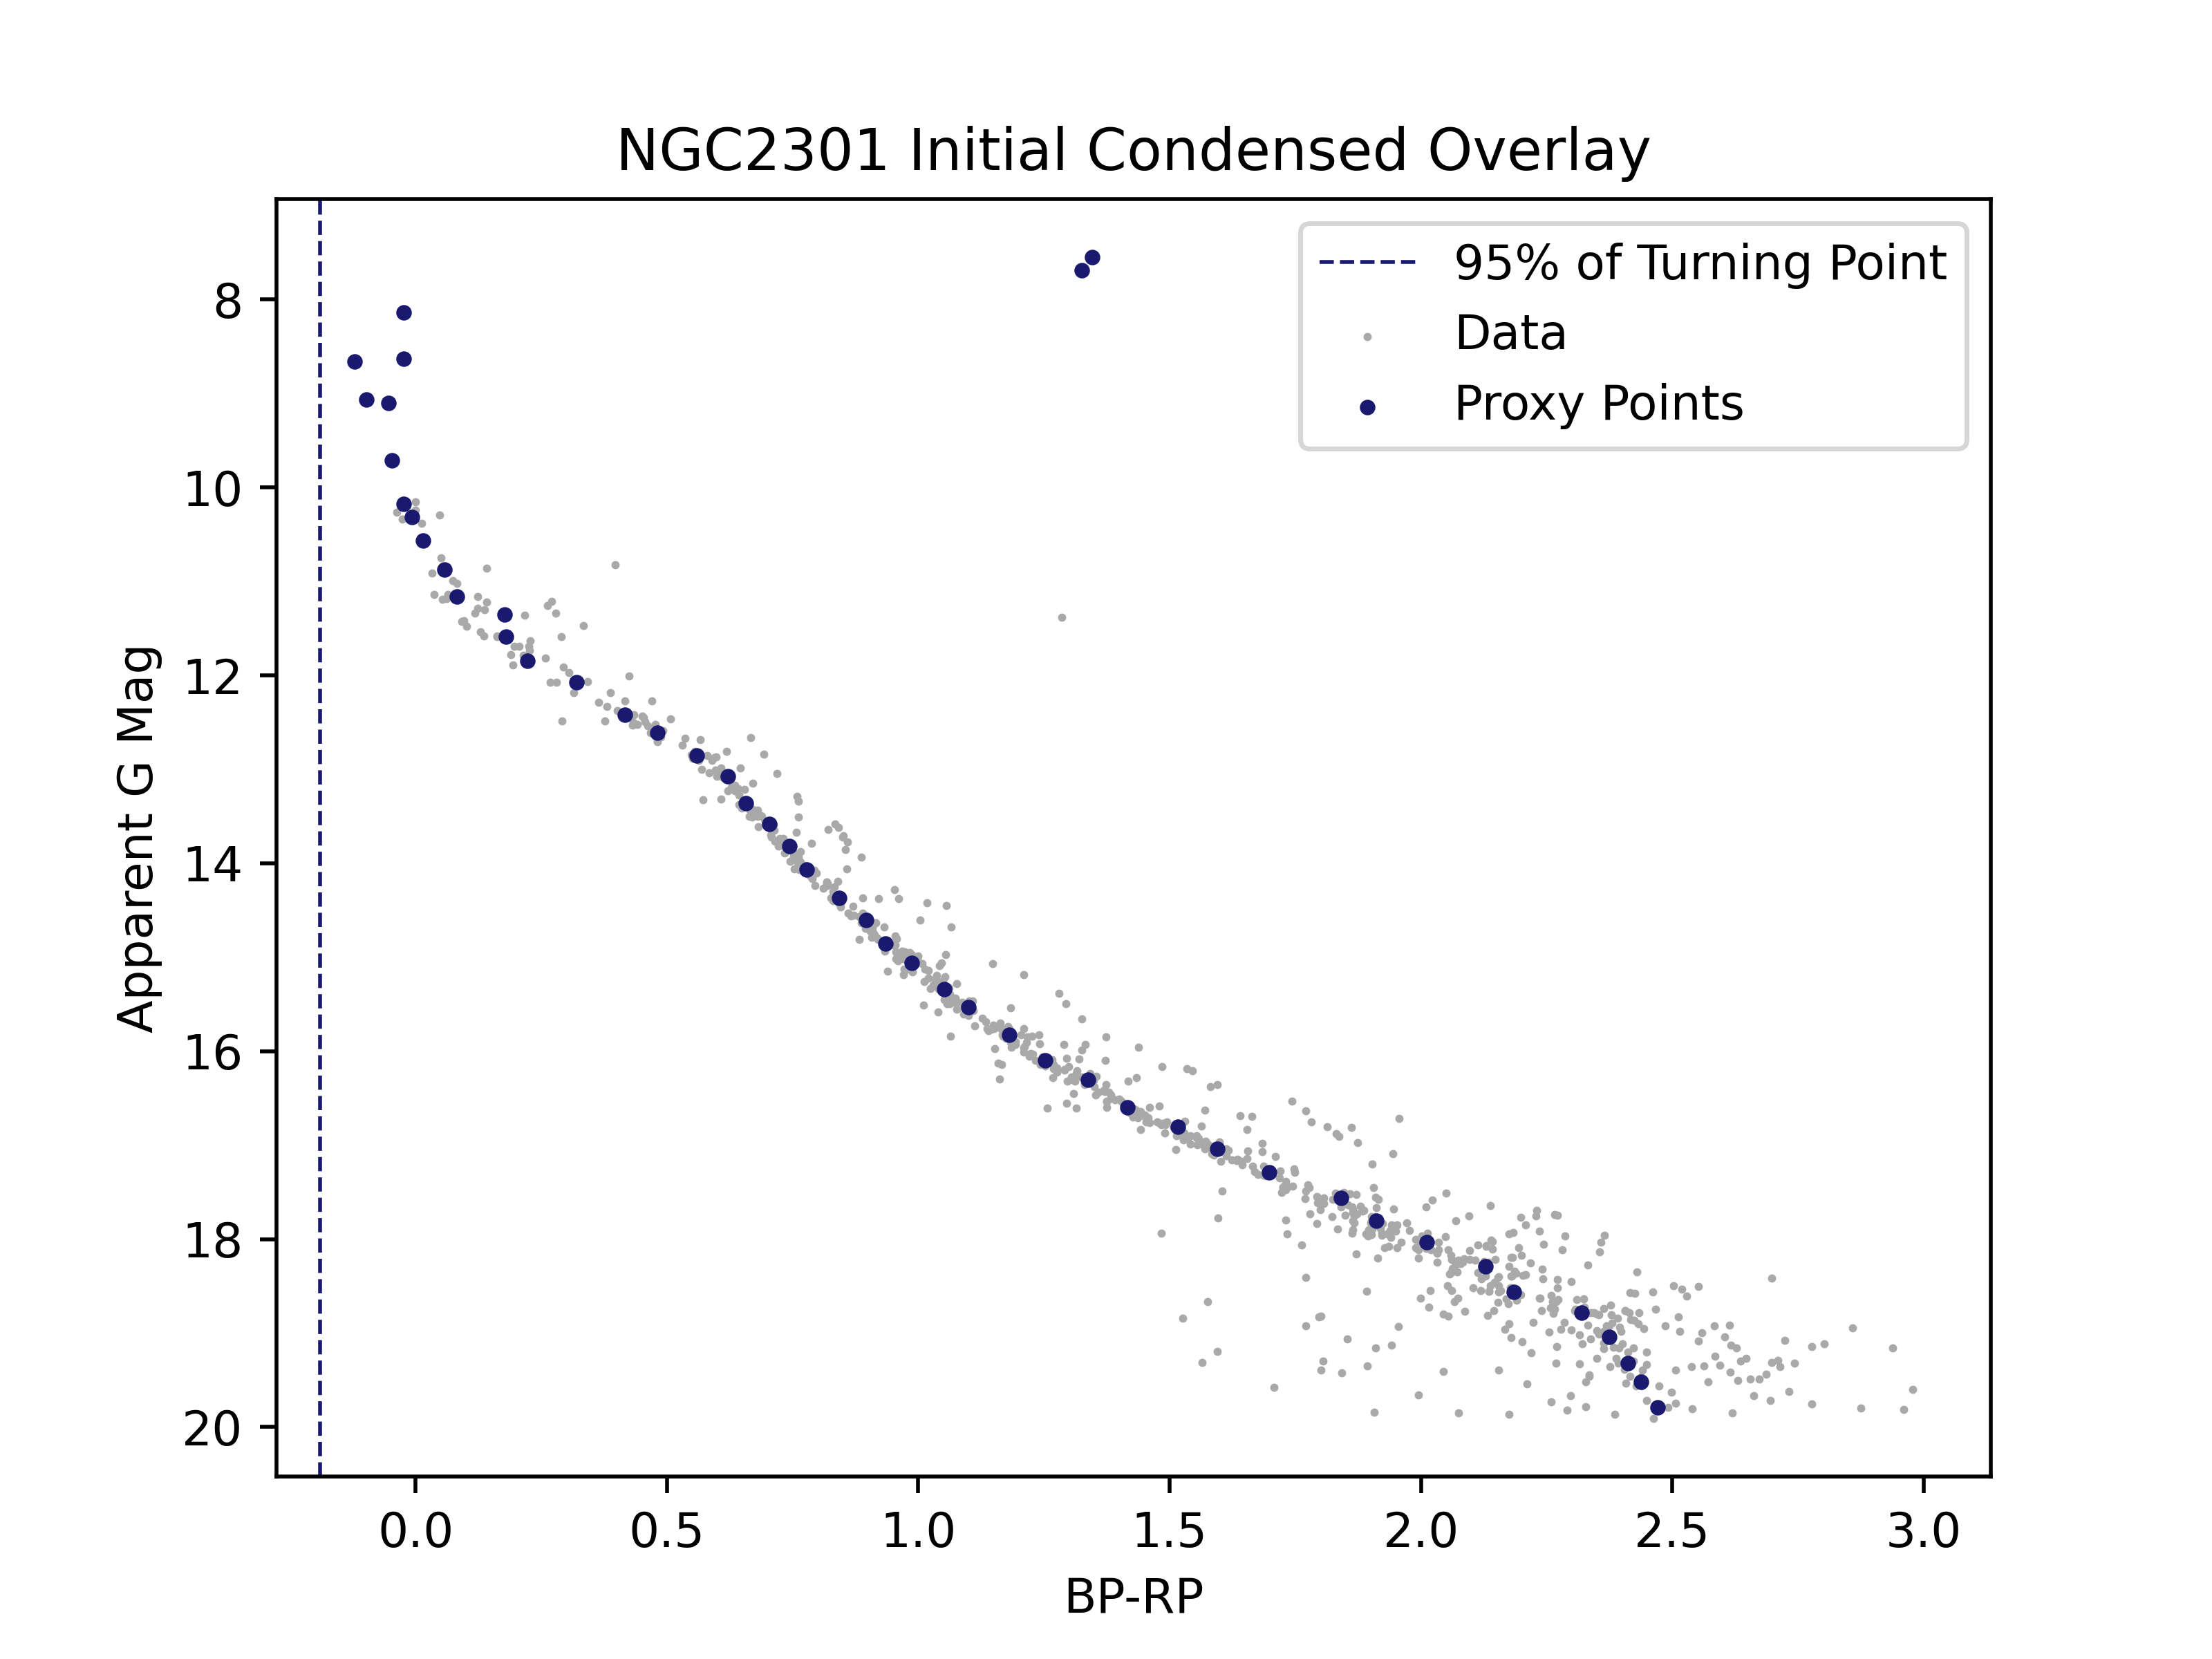 NGC2301 Initial Condensed Overlay
95% of Turning Point
Data
Proxy Points
8
10
12
14
16
18
20
Apparent G Mag
0.0 0.5 1.0 1.5 2.0 2.5 3.0
BP-RP